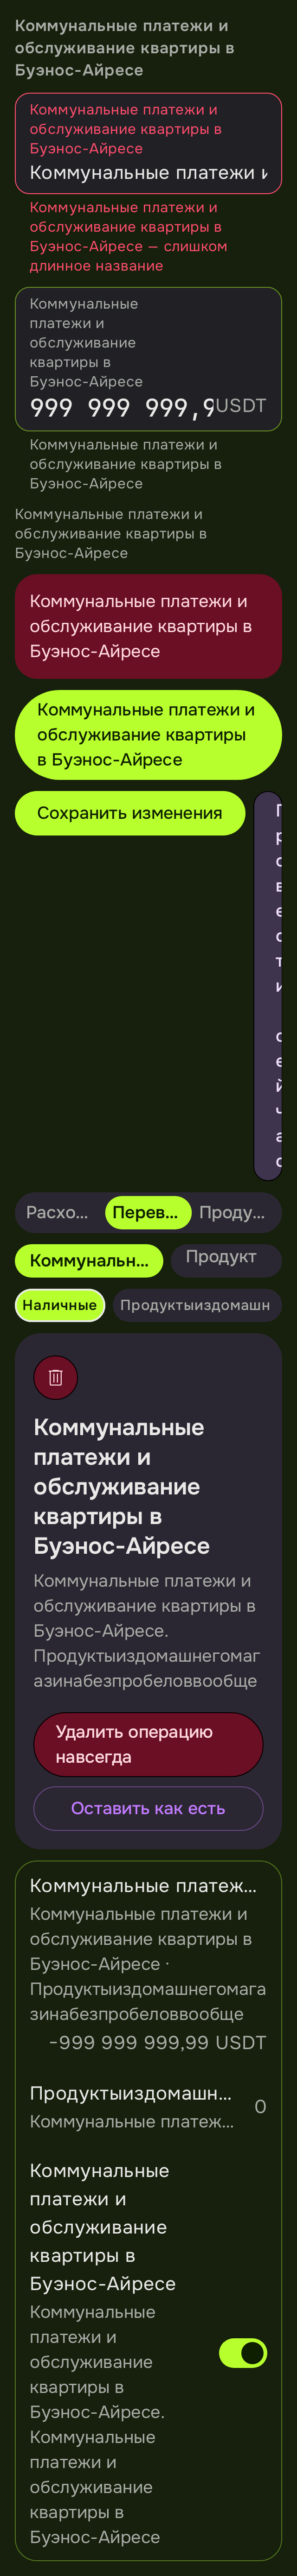 Коммунальные платежи и
обслуживание квартиры в
Буэнос-Айресе
Коммунальные платежи и
обслуживание квартиры в
Буэнос-Айресе
Коммунальные платежи и
Коммунальные платежи и
обслуживание квартиры в
Буэнос-Айресе — слишком
длинное название
Коммунальные
платежи и
обслуживание
квартиры в
Буэнос-Айресе
999 999 999,9 USDT
Коммунальные платежи и
обслуживание квартиры в
Буэнос-Айресе
Коммунальные платежи и
обслуживание квартиры в
Буэнос-Айресе
Коммунальные платежи и
обслуживание квартиры в
Буэнос-Айресе
Коммунальные платежи и
обслуживание квартиры
в Буэнос-Айресе
Сохранить изменения
Расхо... Перев... Проду...
Коммунальн... Продукт
Наличные Продуктыиздомашн
Коммунальные
платежи и
обслуживание
квартиры в
Буэнос-Айресе
Коммунальные платежи и
обслуживание квартиры в
Буэнос-Айресе.
Продуктыиздомашнегомаг
азинабезпробеловвообще
Удалить операцию
навсегда
Оставить как есть
Коммунальные платеж...
Коммунальные платежи и
обслуживание квартиры в
Буэнос-Айресе ·
Продуктыиздомашнегомага
зинабезпробеловвообще
−999 999 999,99 USDT
Продуктыиздомашн... 0
Коммунальные платеж...
Коммунальные
платежи и
обслуживание
квартиры в
Буэнос-Айресе
Коммунальные
платежи и
обслуживание
квартиры в
Буэнос-Айресе.
Коммунальные
платежи и
обслуживание
квартиры в
Буэнос-Айресе